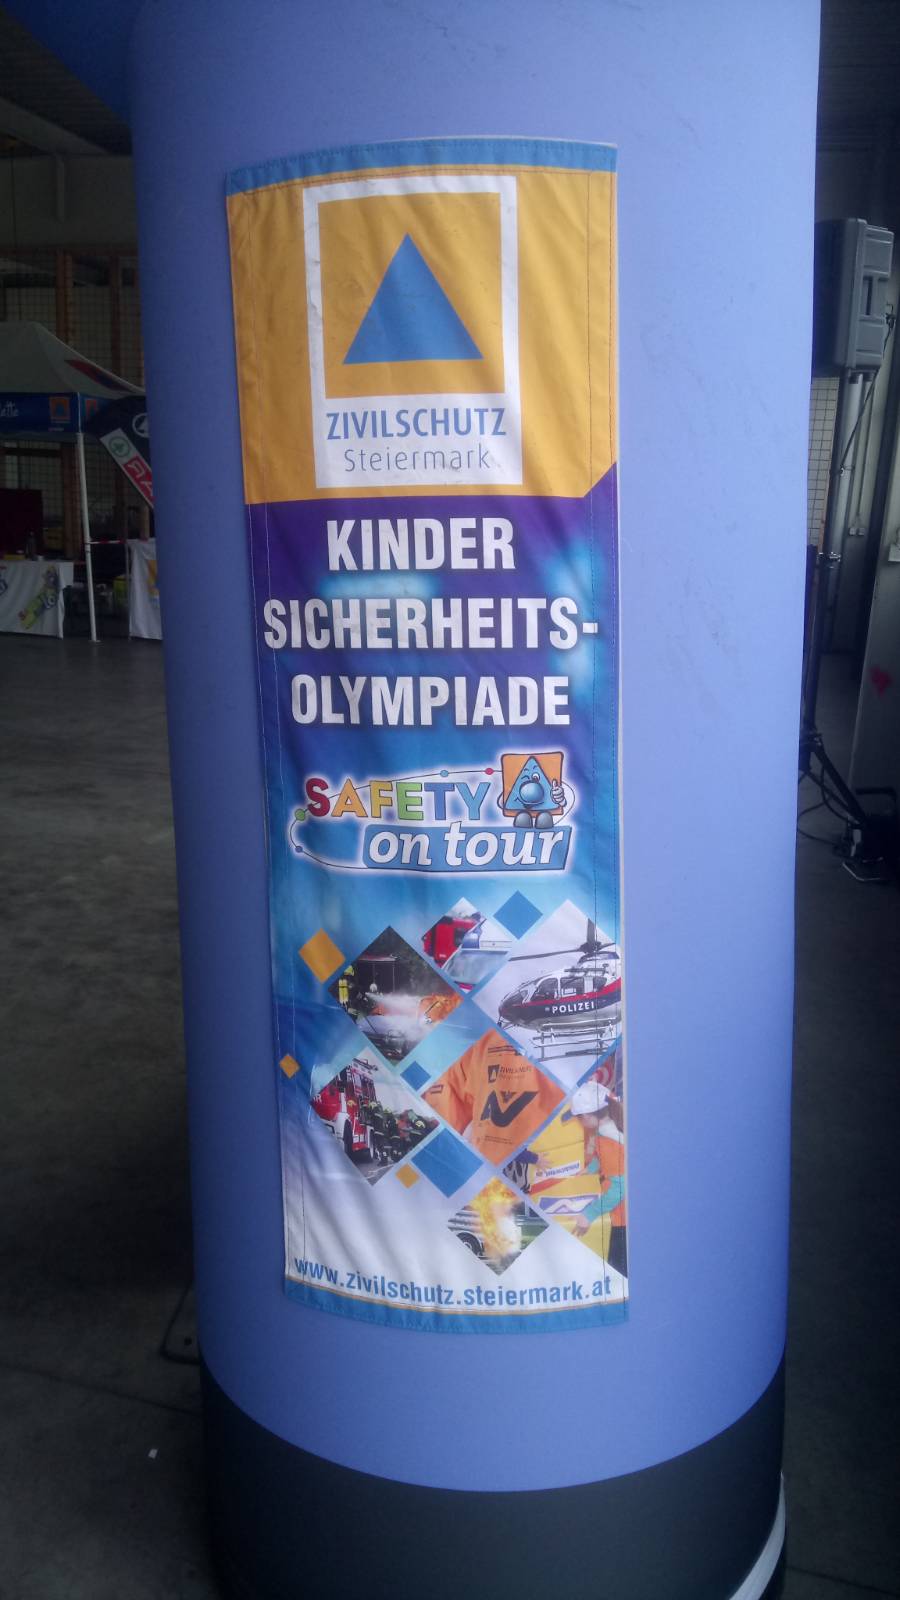 ZIVILSCHUTZ
Steiermark
KINDER
SICHERHEITS-
OLYMPIADE
SAFETY
on tour
POLIZEI
www.zivilschutz.steiermark.at